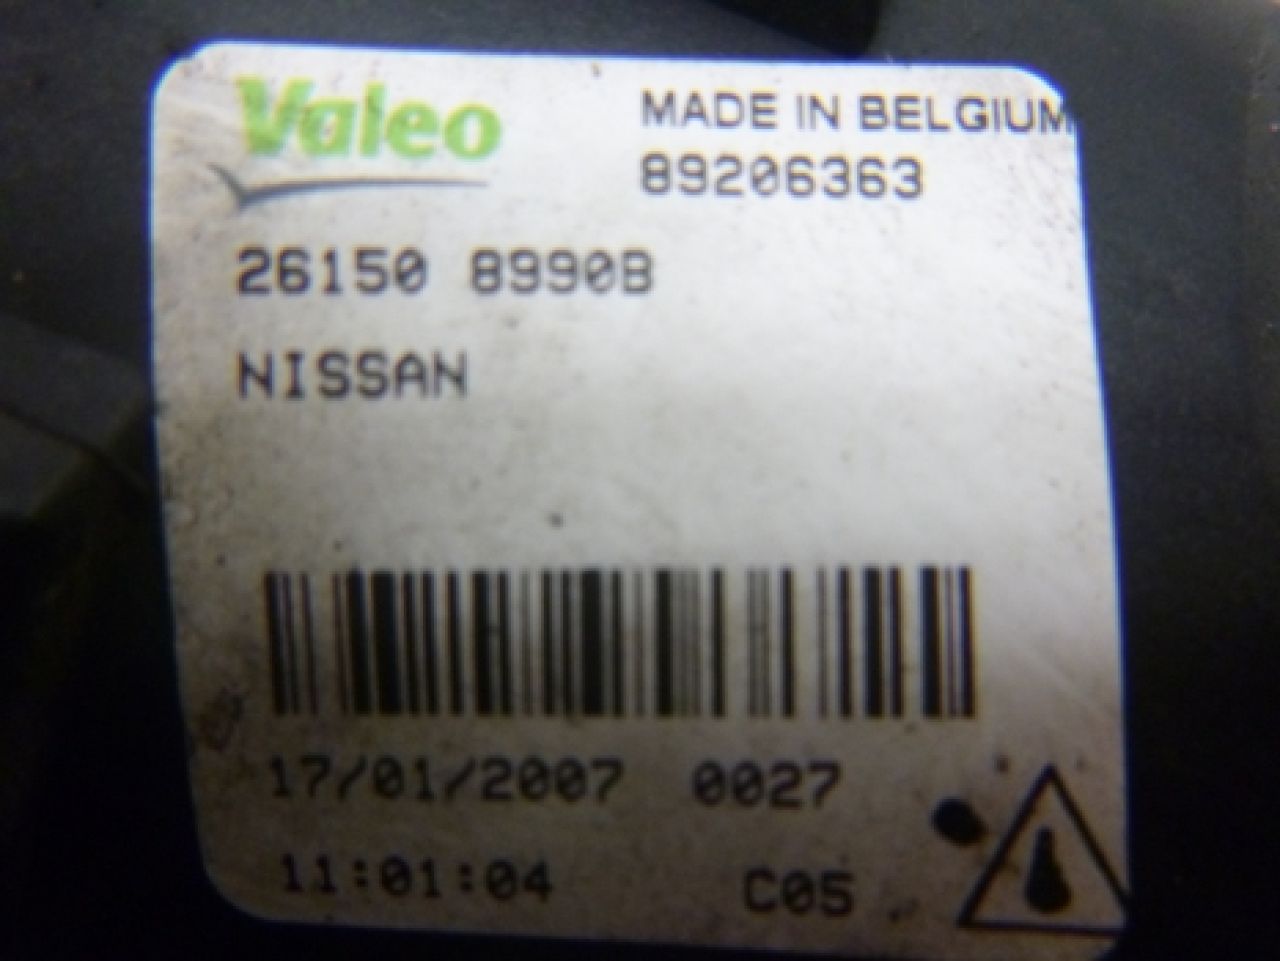 Valeo
MADE IN BELGIUM
89206363
26150 8990B
NISSAN
17/01/2007 0027
11:01:04 C05